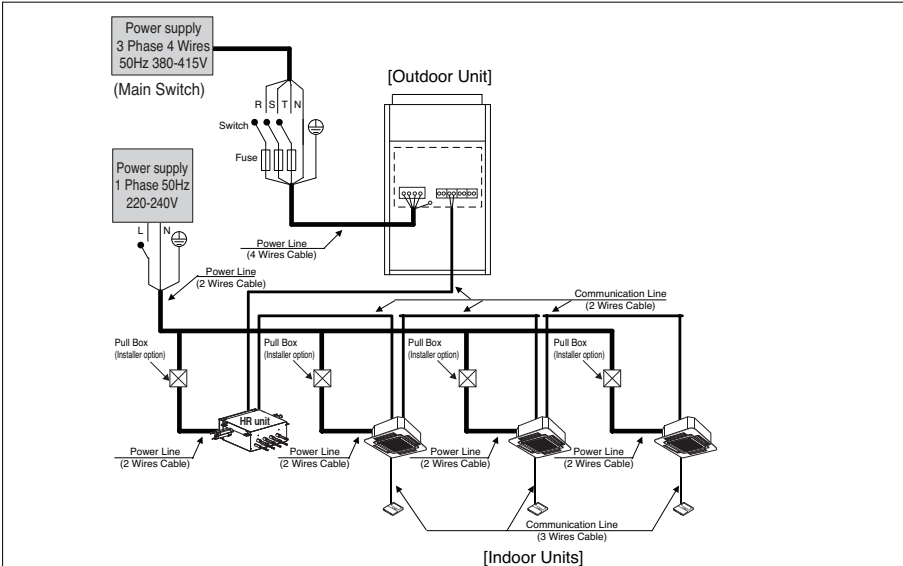 Power supply
3 Phase 4 Wires
50Hz 380-415V
(Main Switch)
[Outdoor Unit]
R S T N
Switch
Fuse
Power supply
1 Phase 50Hz
220-240V
L N
Power Line
(4 Wires Cable)
Power Line
(2 Wires Cable)
Communication Line
(2 Wires Cable)
Pull Box
(Installer option)
Pull Box
(Installer option)
Pull Box
(Installer option)
Pull Box
(Installer option)
HR unit
Power Line
(2 Wires Cable)
Power Line
(2 Wires Cable)
Power Line
(2 Wires Cable)
Power Line
(2 Wires Cable)
Communication Line
(3 Wires Cable)
[Indoor Units]